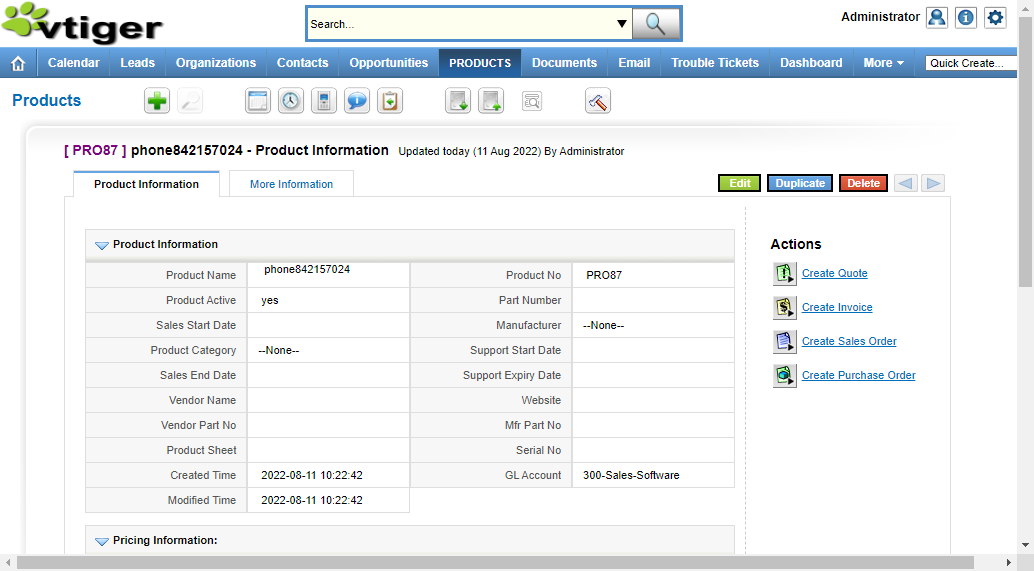 vtiger
Search...
Administrator
Calendar Leads Organizations Contacts Opportunities PRODUCTS Documents Email Trouble Tickets Dashboard More Quick Create...
Products
[ PRO87 ] phone842157024 - Product Information Updated today (11 Aug 2022) By Administrator
Product Information More Information Edit Duplicate Delete
Product Information
Product Name phone842157024 Product No PRO87
Product Active yes Part Number
Sales Start Date Manufacturer --None--
Product Category --None-- Support Start Date
Sales End Date Support Expiry Date
Vendor Name Website
Vendor Part No Mfr Part No
Product Sheet Serial No
Created Time 2022-08-11 10:22:42 GL Account 300-Sales-Software
Modified Time 2022-08-11 10:22:42
Pricing Information:
Actions
Create Quote
Create Invoice
Create Sales Order
Create Purchase Order